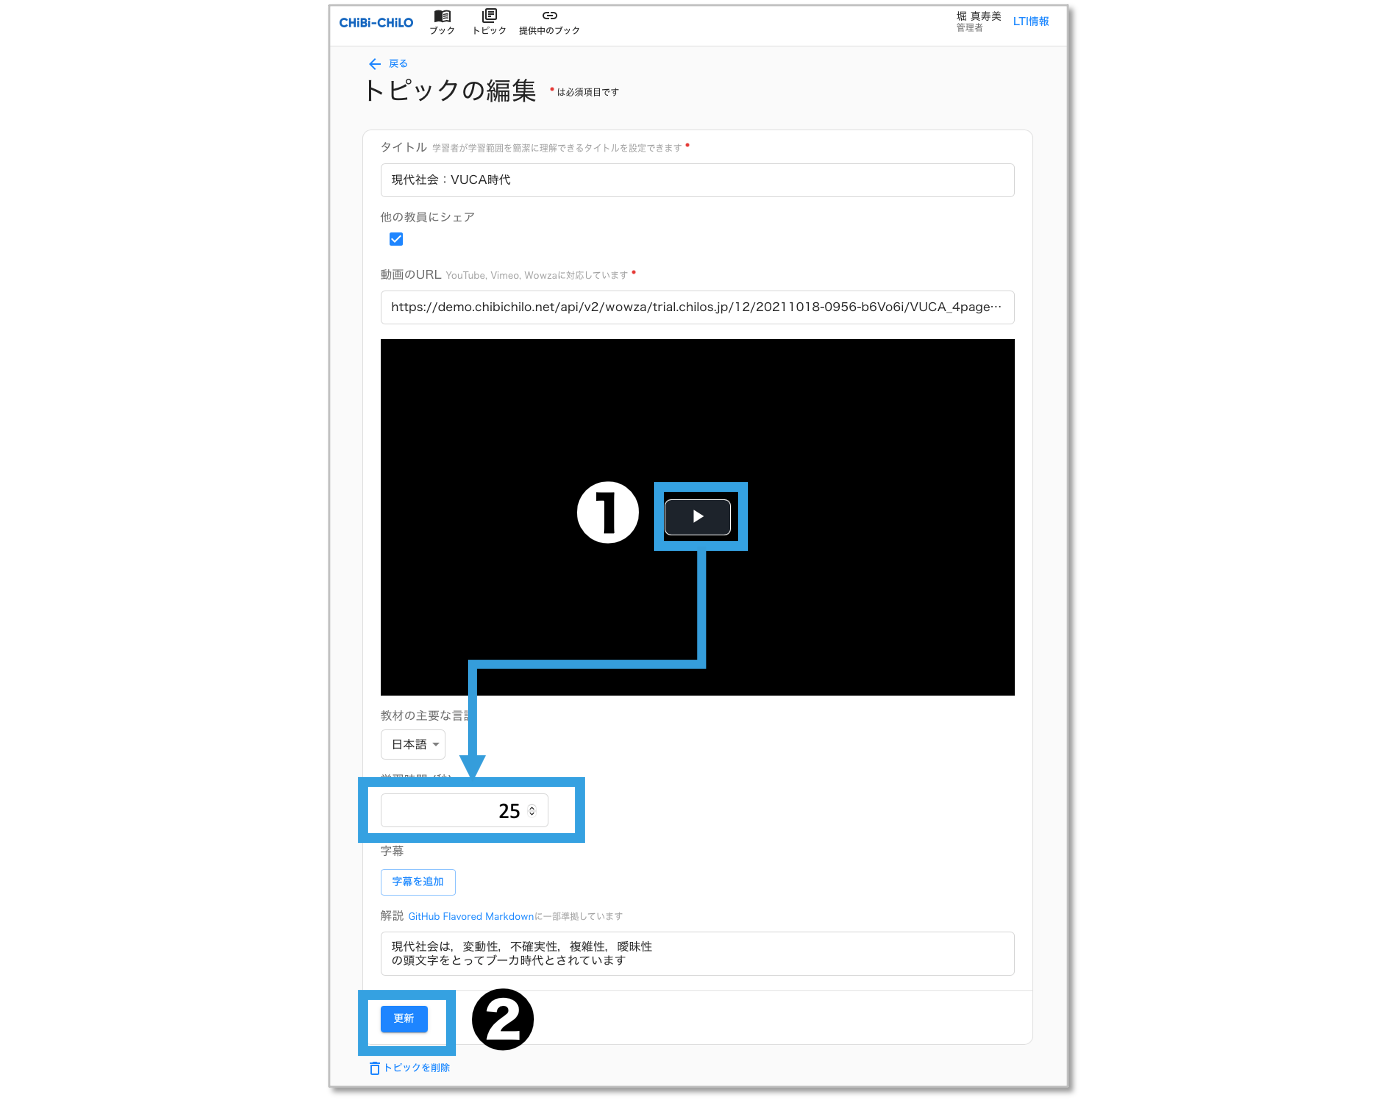 CHiBi-CHiLO
ブック
トピック
提供中のブック
堀 真寿美
管理者
LTI情報
戻る
トピックの編集 * は必須項目です
タイトル 学習者が学習範囲を簡潔に理解できるタイトルを設定できます *
現代社会：VUCA時代
他の教員にシェア
動画のURL YouTube, Vimeo, Wowzaに対応しています *
https://demo.chibichilo.net/api/v2/wowza/trial.chilos.jp/12/20211018-0956-b6Vo6i/VUCA_4page…
1
教材の主要な言
日本語
25
字幕
字幕を追加
解説 GitHub Flavored Markdownに一部準拠しています
現代社会は，変動性，不確実性，複雑性，曖昧性
の頭文字をとってブーカ時代とされています
更新
2
トピックを削除